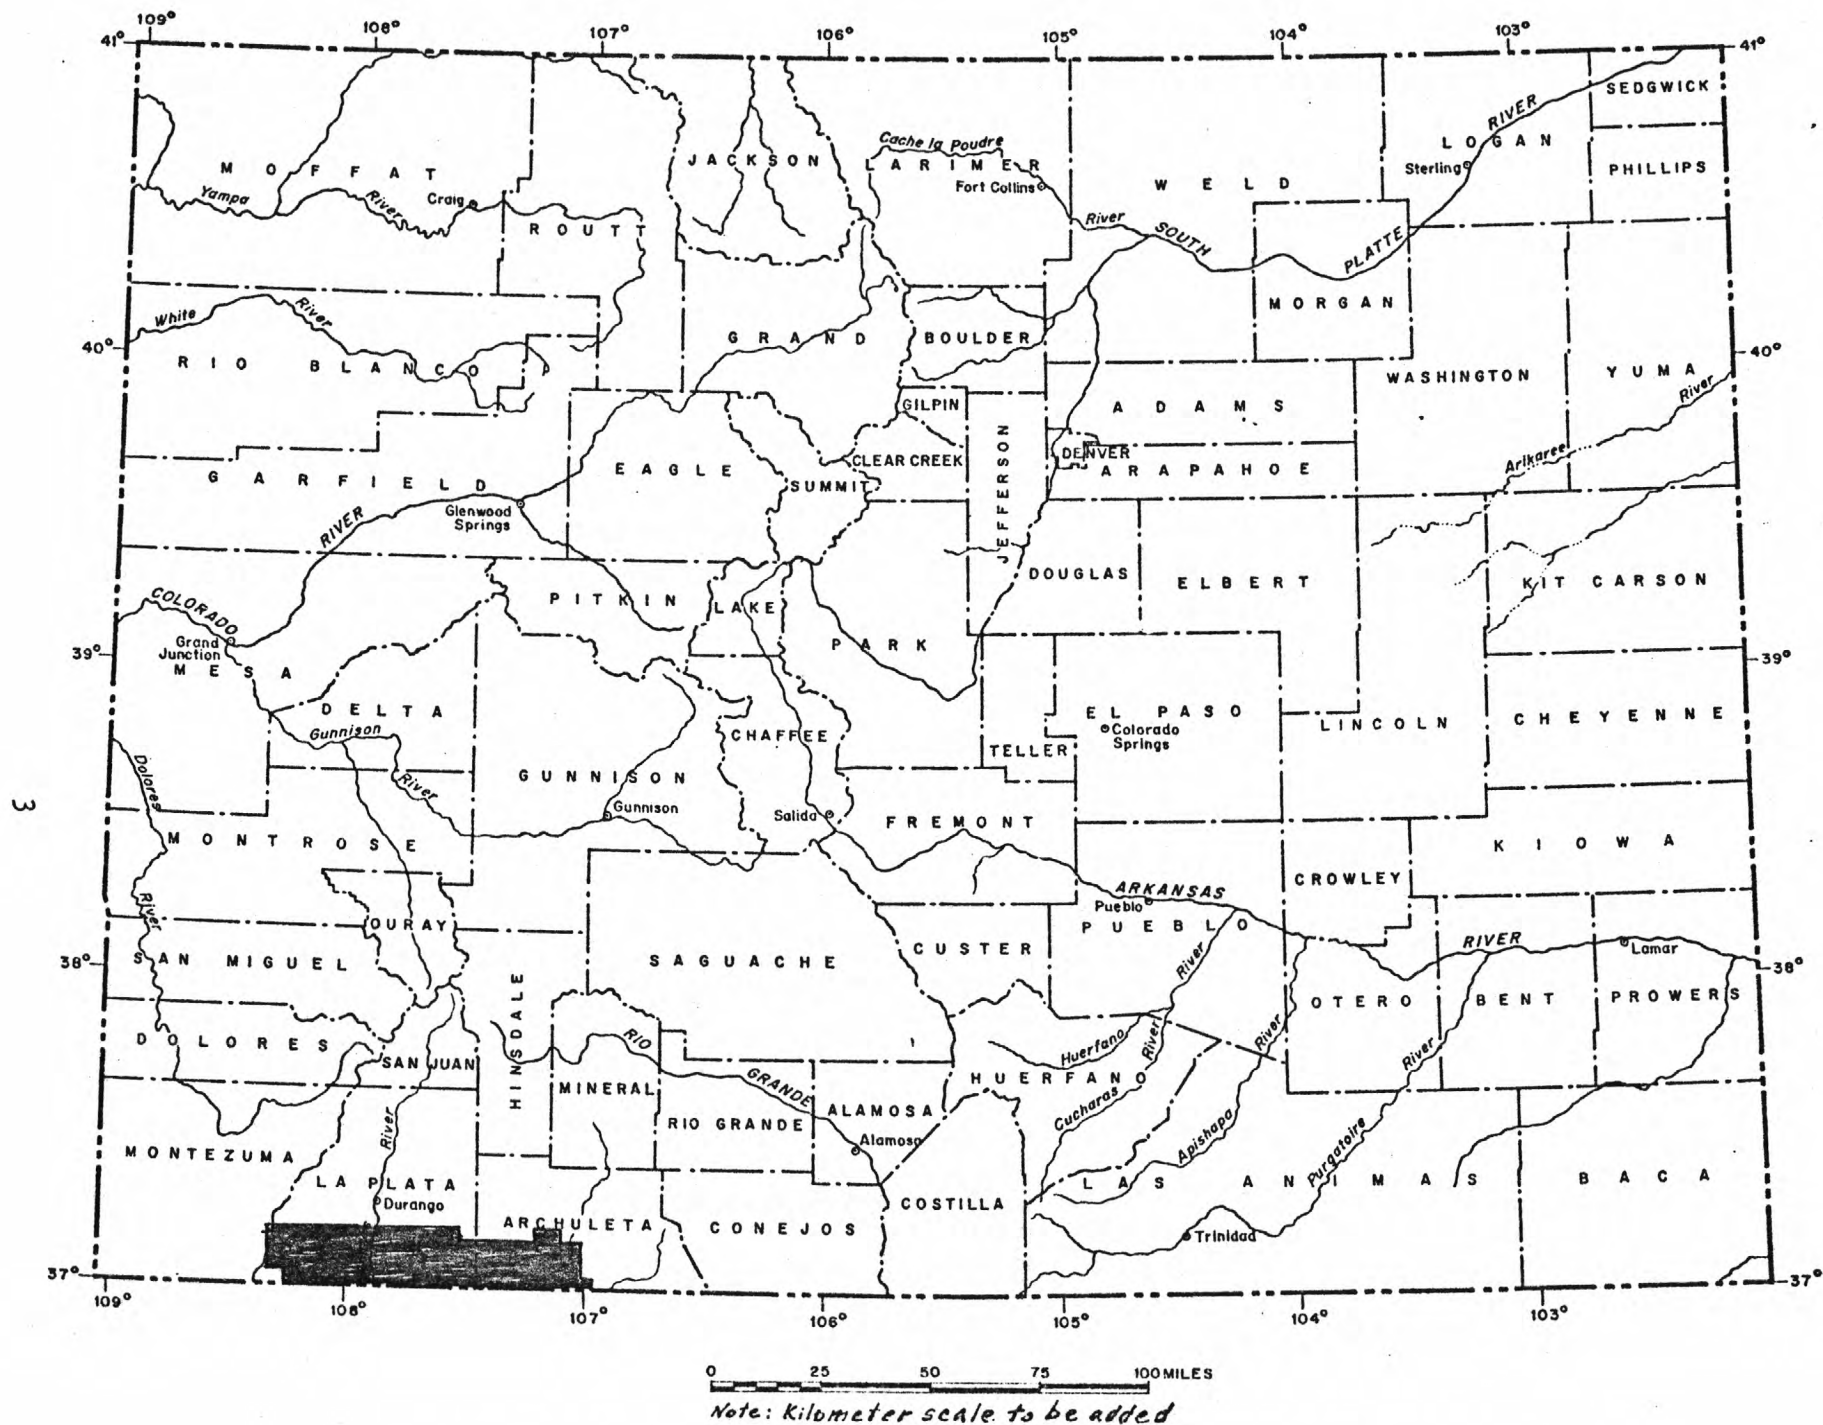 109° 108° 107° 106° 105° 104° 103°
41° 41°
SEDGWICK
RIVER
LOGAN
Cache la Poudre
JACKSON LARIMER
MOFFAT
Sterling
PHILLIPS
Fort Collins
WELD
Yampa River
Craig
ROUTT
River SOUTH PLATTE
MORGAN
White River
GRAND
BOULDER
40° 40°
RIO BLANCO
WASHINGTON
YUMA
River
GILPIN
ADAMS
JEFFERSON
DENVER
CLEAR CREEK
Arikaree
EAGLE
ARAPAHOE
GARFIELD
SUMMIT
Glenwood
Springs
RIVER
DOUGLAS
ELBERT
KIT CARSON
COLORADO
PITKIN
LAKE
Grand
Junction
PARK
39° 39°
MESA
DELTA
EL PASO
LINCOLN
CHEYENNE
Gunnison
CHAFFEE
Colorado
Springs
TELLER
Dolores
GUNNISON
River
3
Gunnison
Salida
FREMONT
MONTROSE
KIOWA
CROWLEY
ARKANSAS
Pueblo
River
OURAY
PUEBLO
RIVER
Lamar
CUSTER
SAN MIGUEL
SAGUACHE
38° 38°
River
HINSDALE
OTERO
BENT
PROWERS
DOLORES
RIO
Huerfano
River
River
River
SAN JUAN
HUERFANO
MINERAL
GRANDE
ALAMOSA
Cucharas
RIO GRANDE
River
Alamosa
Apishapa
Purgatoire
MONTEZUMA
LA PLATA
LAS ANIMAS
BACA
Durango
COSTILLA
ARCHULETA
CONEJOS
Trinidad
37° 37°
109° 108° 107° 106° 105° 104° 103°
0 25 50 75 100 MILES
Note: Kilometer scale to be added